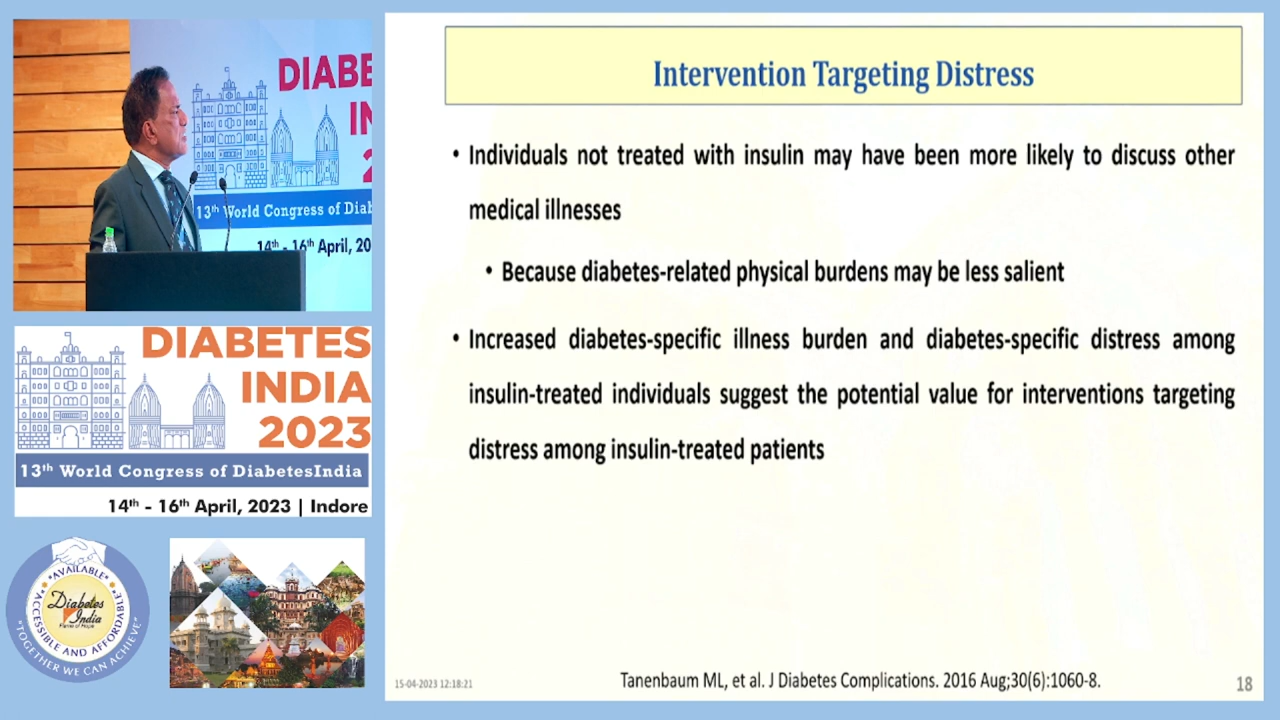 DIABE
IN
2
13th World Congress of Diab
14th - 16th April, 20
DIABETES
INDIA
2023
13th World Congress of DiabetesIndia
14th - 16th April, 2023 | Indore
*AVAILABLE*
*ACCESSIBLE AND AFFORDABLE*
Diabetes
India
"TOGETHER WE CAN ACHIEVE"
Intervention Targeting Distress
• Individuals not treated with insulin may have been more likely to discuss other
medical illnesses
• Because diabetes-related physical burdens may be less salient
• Increased diabetes-specific illness burden and diabetes-specific distress among
insulin-treated individuals suggest the potential value for interventions targeting
distress among insulin-treated patients
15-04-2023 12:18:21
Tanenbaum ML, et al. J Diabetes Complications. 2016 Aug;30(6):1060-8.
18